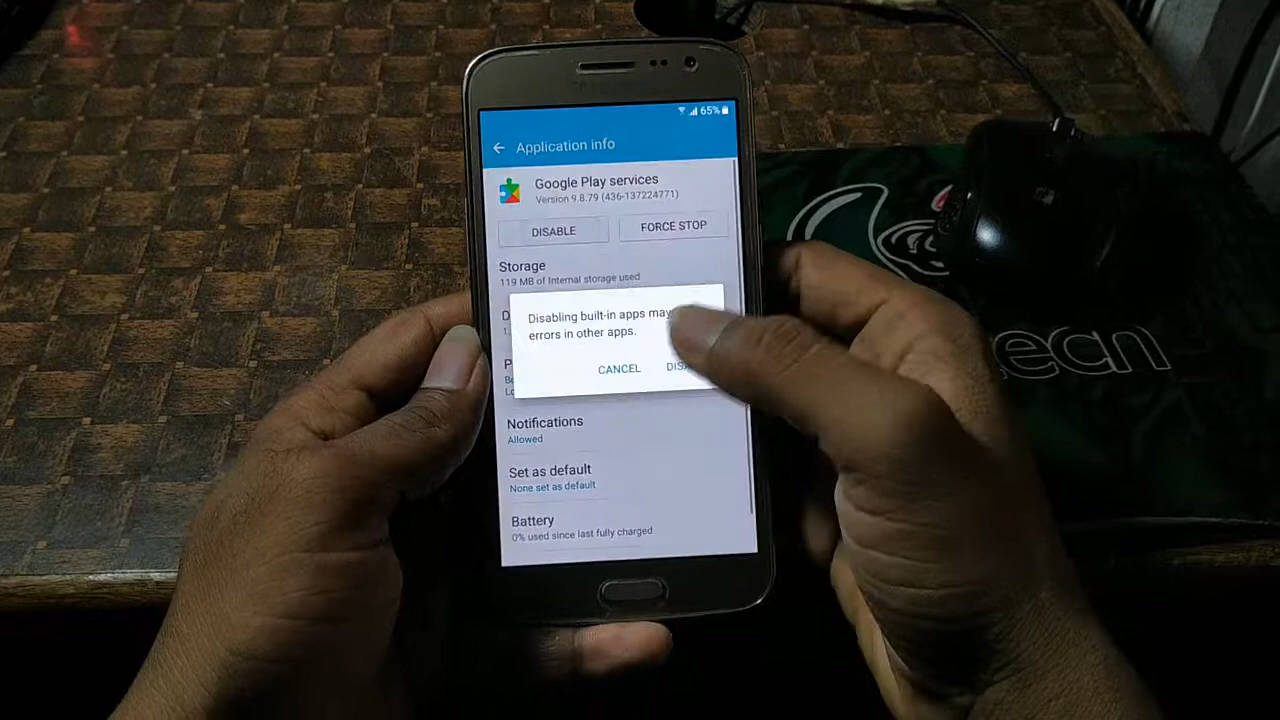 65%
Application info
Google Play services
Version 9.8.79 (436-137224771)
DISABLE
FORCE STOP
Storage
119 MB of Internal storage used
Disabling built-in apps may
errors in other apps.
CANCEL
Notifications
Allowed
Set as default
None set as default
Battery
0% used since last fully charged